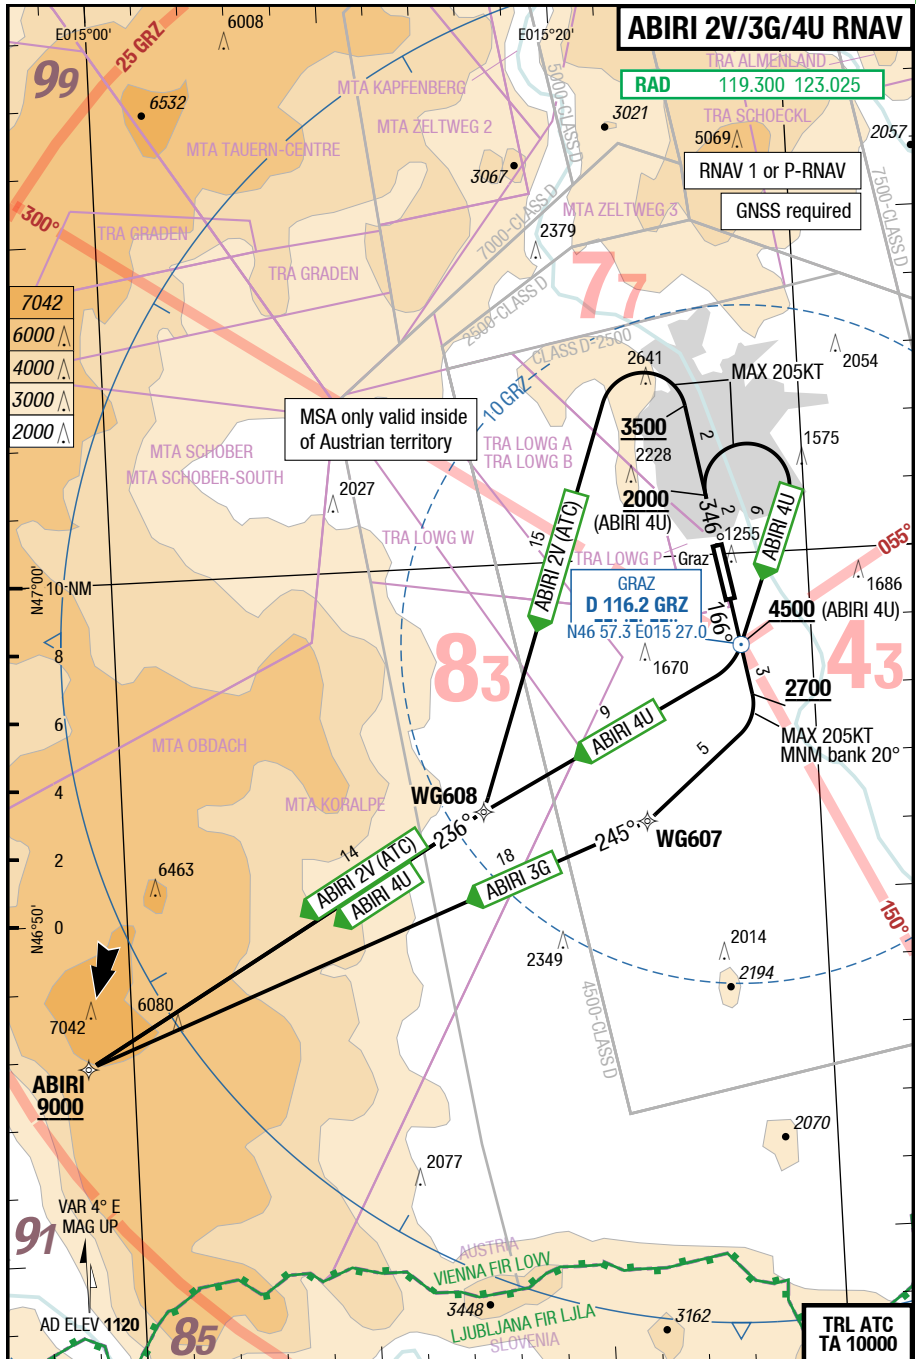 ABIRI 2V/3G/4U RNAV
RAD 119.300 123.025
RNAV 1 or P-RNAV
GNSS required
E015°00'
6008
E015°20'
25 GRZ
99
6532
MTA KAPFENBERG
5000-CLASS D
TRA ALMENLAND
3021
TRA SCHOECKL
MTA ZELTWEG 2
5069
2057
MTA TAUERN-CENTRE
3067
7500-CLASS D
300°
7000-CLASS D
MTA ZELTWEG 3
TRA GRADEN
2379
TRA GRADEN
77
2500-CLASS D
7042
6000
4000
3000
2000
CLASS D-2500
2641
2054
10 GRZ
MAX 205KT
MSA only valid inside
of Austrian territory
3500
2
1575
TRA LOWG A
TRA LOWG B
MTA SCHOBER
MTA SCHOBER-SOUTH
2228
2027
2000
(ABIRI 4U)
2
6
346°
15
ABIRI 2V (ATC)
ABIRI 4U
TRA LOWG W
1255
055°
TRA LOWG P
Graz
1686
N47°00'
10 NM
GRAZ
D 116.2 GRZ
N46 57.3 E015 27.0
166°
4500 (ABIRI 4U)
8
83
1670
43
3
2700
6
9
ABIRI 4U
MTA OBDACH
5
MAX 205KT
MNM bank 20°
4
MTA KORALPE
WG608
236°
245°
WG607
2
14
ABIRI 2V (ATC)
ABIRI 4U
18
ABIRI 3G
6463
N46°50'
0
150°
2349
2014
2194
7042
6080
4500-CLASS D
ABIRI
9000
2070
2077
VAR 4° E
MAG UP
91
AUSTRIA
VIENNA FIR LOVV
3448
LJUBLJANA FIR LJLA
SLOVENIA
3162
AD ELEV 1120
85
TRL ATC
TA 10000